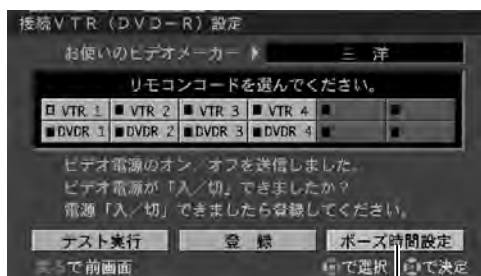 接続VTR(DVD-R)設定
お使いのビデオメーカー 三洋
リモコンコードを選んでください。
VTR 1 VTR 2 VTR 3 VTR 4
DVDR 1 DVDR 2 DVDR 3 DVDR 4
ビデオ電源のオン/オフを送信しました。
ビデオ電源が「入/切」できましたか?
電源「入/切」できましたら登録してください。
テスト実行 登録 ポーズ時間設定
戻るで前画面 で選択 で決定